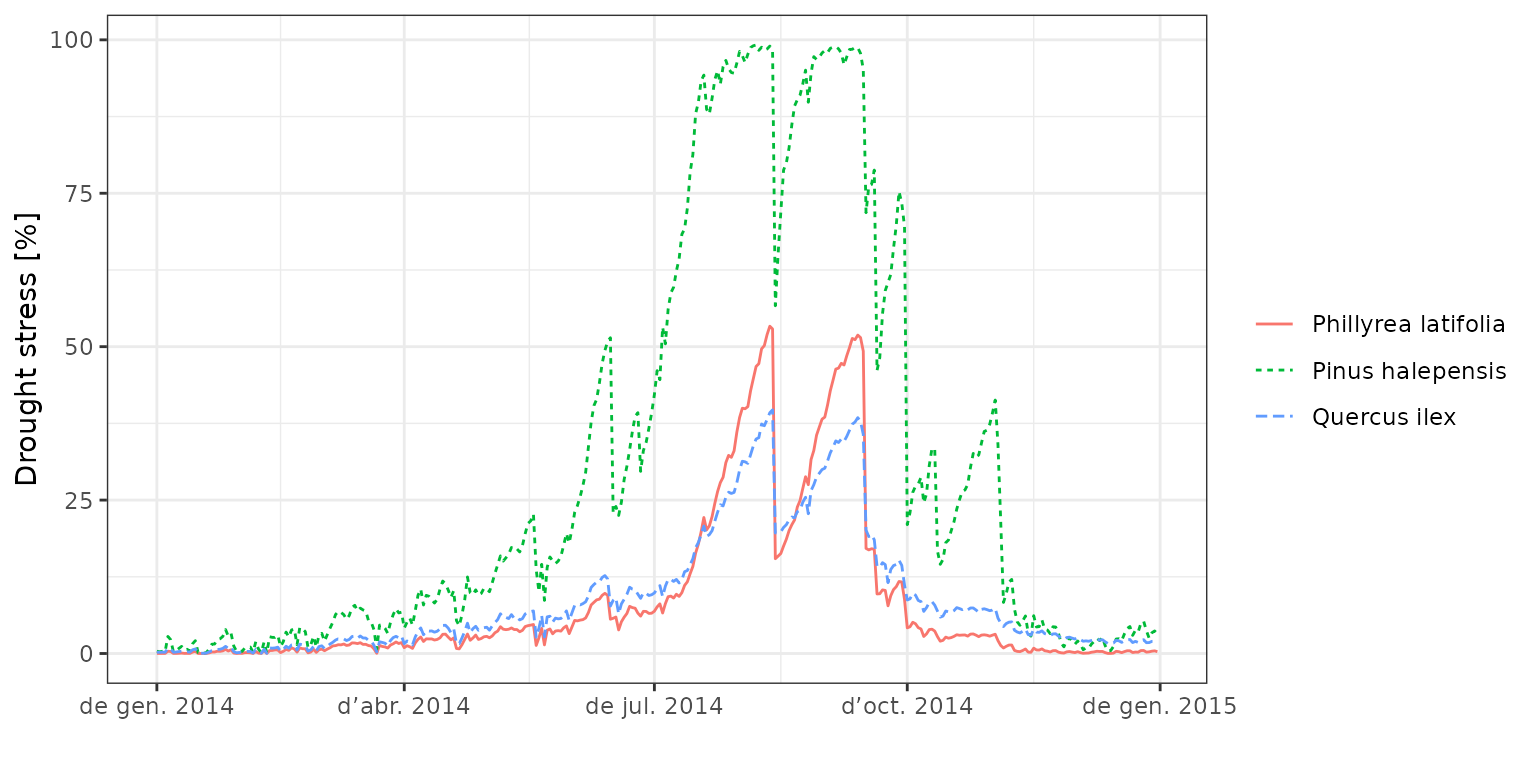 Drought stress [%]
100
75
50
25
0
de gen. 2014
d’abr. 2014
de jul. 2014
d’oct. 2014
de gen. 2015
Phillyrea latifolia
Pinus halepensis
Quercus ilex